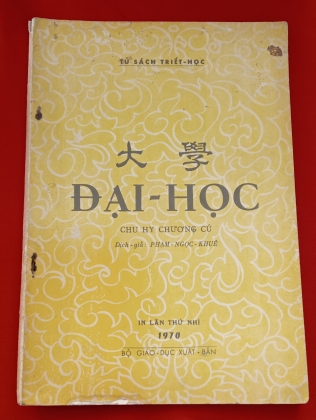 TỦ SÁCH TRIẾT-HỌC
大學
ĐẠI-HỌC
CHU HY CHƯƠNG CÚ
Dịch-giả: PHẠM-NGỌC-KHUÊ
IN LẦN THỨ NHÌ
1970
BỘ GIÁO-DỤC XUẤT-BẢN